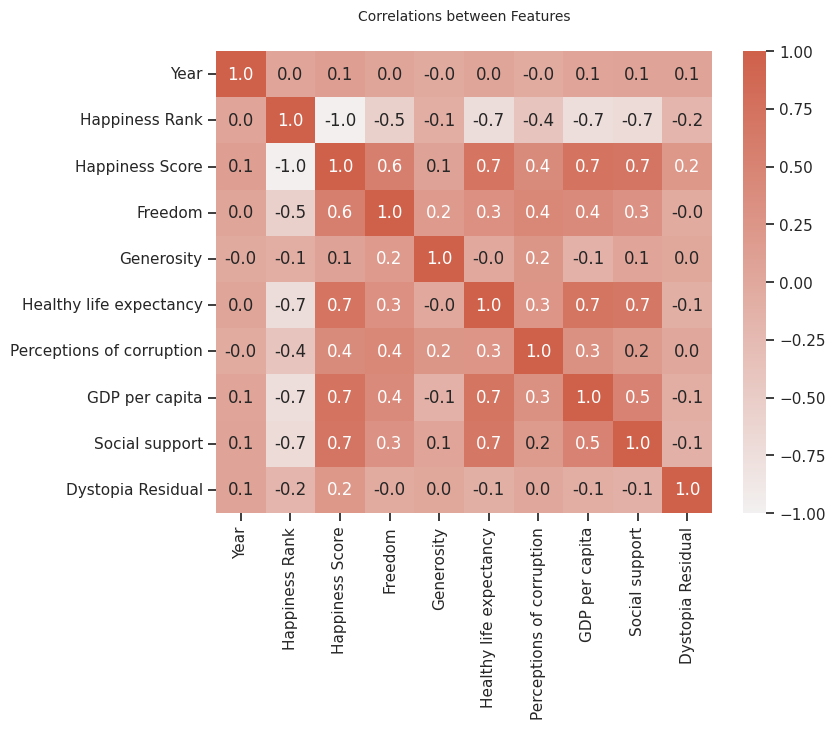 Correlations between Features
Year 1.0 0.0 0.1 0.0 -0.0 0.0 -0.0 0.1 0.1 0.1
Happiness Rank 0.0 1.0 -1.0 -0.5 -0.1 -0.7 -0.4 -0.7 -0.7 -0.2
Happiness Score 0.1 -1.0 1.0 0.6 0.1 0.7 0.4 0.7 0.7 0.2
Freedom 0.0 -0.5 0.6 1.0 0.2 0.3 0.4 0.4 0.3 -0.0
Generosity -0.0 -0.1 0.1 0.2 1.0 -0.0 0.2 -0.1 0.1 0.0
Healthy life expectancy 0.0 -0.7 0.7 0.3 -0.0 1.0 0.3 0.7 0.7 -0.1
Perceptions of corruption -0.0 -0.4 0.4 0.4 0.2 0.3 1.0 0.3 0.2 0.0
GDP per capita 0.1 -0.7 0.7 0.4 -0.1 0.7 0.3 1.0 0.5 -0.1
Social support 0.1 -0.7 0.7 0.3 0.1 0.7 0.2 0.5 1.0 -0.1
Dystopia Residual 0.1 -0.2 0.2 -0.0 0.0 -0.1 0.0 -0.1 -0.1 1.0
Year
Happiness Rank
Happiness Score
Freedom
Generosity
Healthy life expectancy
Perceptions of corruption
GDP per capita
Social support
Dystopia Residual
1.00
0.75
0.50
0.25
0.00
−0.25
−0.50
−0.75
−1.00